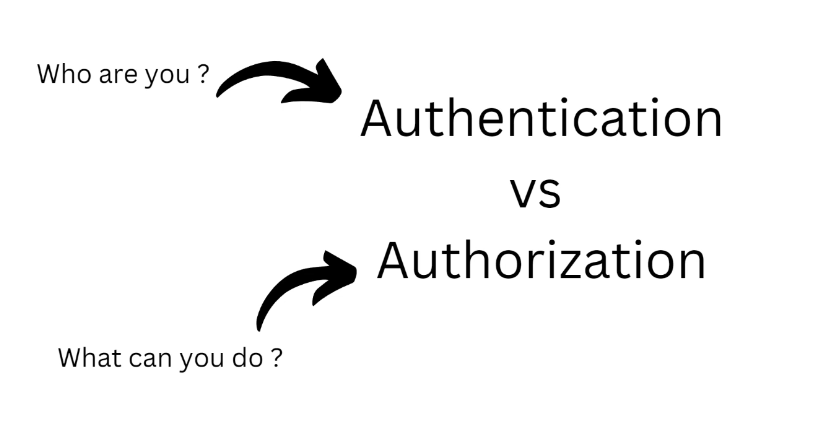 Who are you ?
Authentication
vs
Authorization
What can you do ?